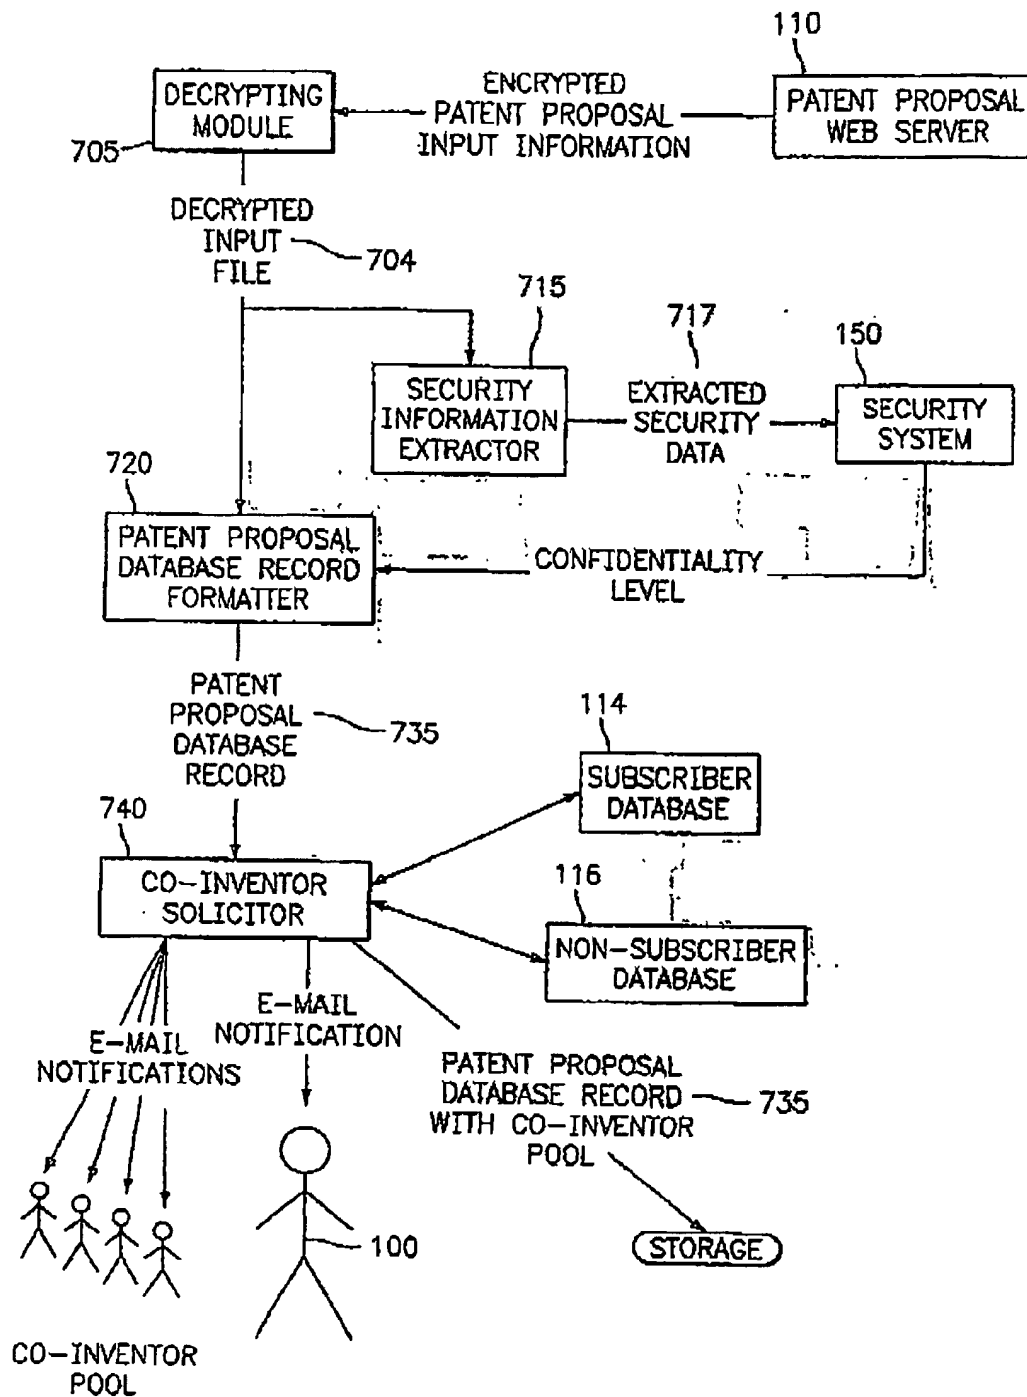 110
DECRYPTING
MODULE
705
ENCRYPTED
PATENT PROPOSAL
INPUT INFORMATION
PATENT PROPOSAL
WEB SERVER
DECRYPTED
INPUT
FILE
704
715
717
150
SECURITY
INFORMATION
EXTRACTOR
EXTRACTED
SECURITY
DATA
SECURITY
SYSTEM
720
PATENT PROPOSAL
DATABASE RECORD
FORMATTER
CONFIDENTIALITY
LEVEL
PATENT
PROPOSAL
DATABASE
RECORD
735
114
SUBSCRIBER
DATABASE
740
CO-INVENTOR
SOLICITOR
116
NON-SUBSCRIBER
DATABASE
E-MAIL
NOTIFICATIONS
E-MAIL
NOTIFICATION
PATENT PROPOSAL
DATABASE RECORD
WITH CO-INVENTOR
POOL
735
100
STORAGE
CO-INVENTOR
POOL